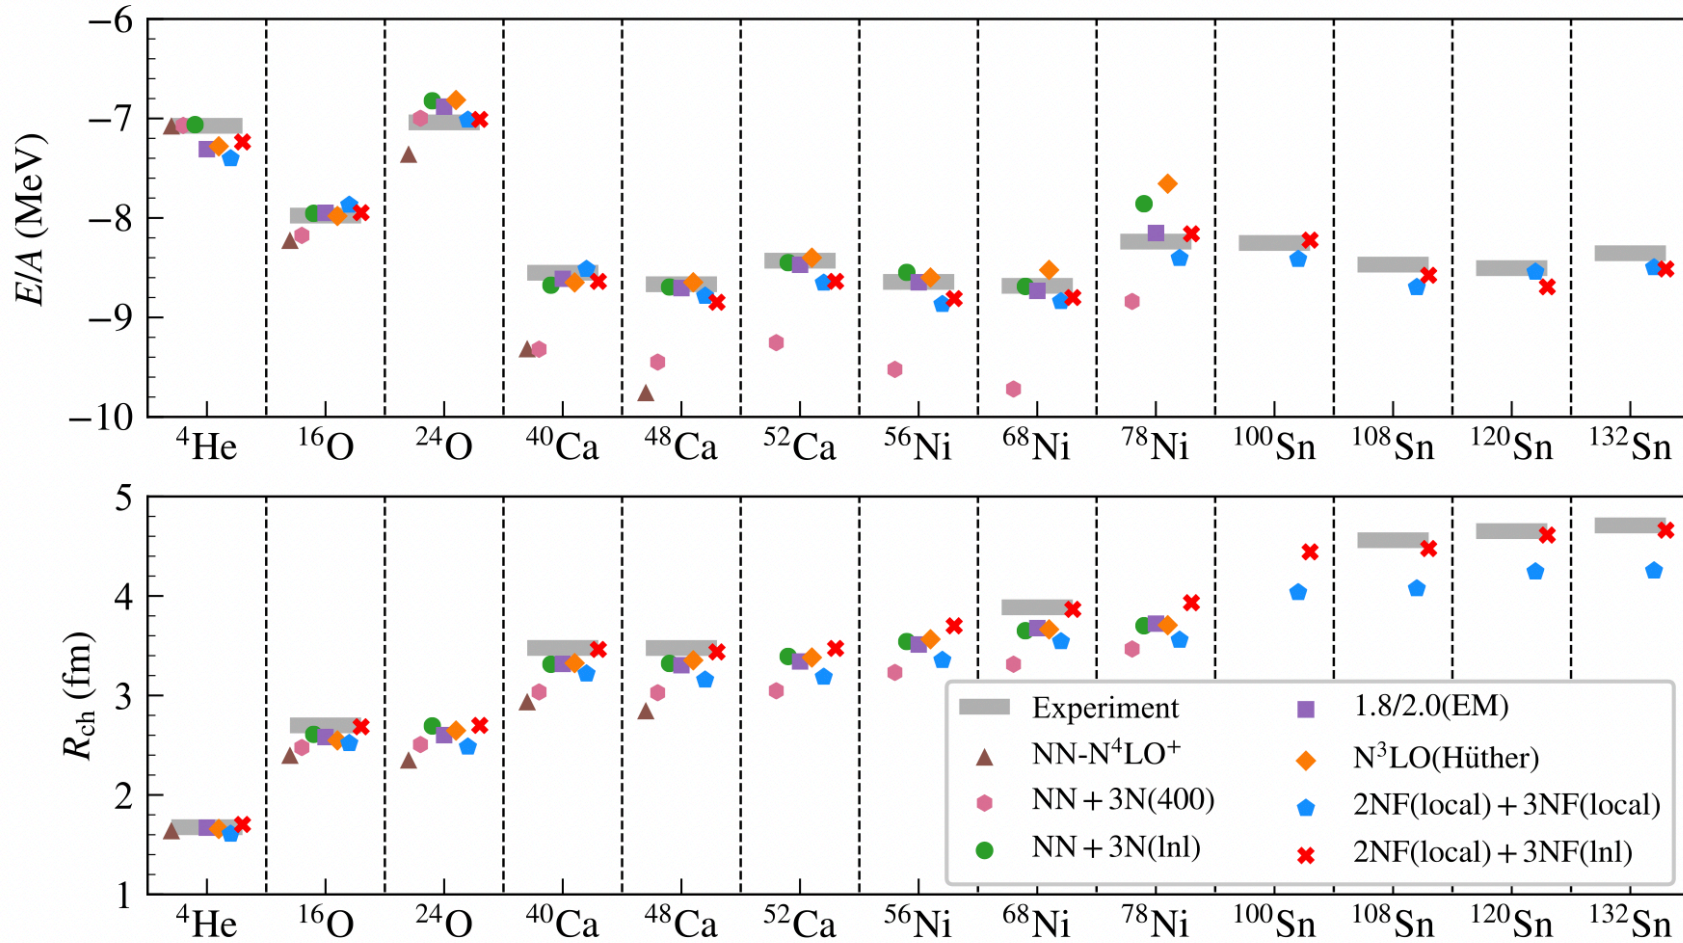 −6
−7
−8
−9
−10
E/A (MeV)
⁴He ¹⁶O ²⁴O ⁴⁰Ca ⁴⁸Ca ⁵²Ca ⁵⁶Ni ⁶⁸Ni ⁷⁸Ni ¹⁰⁰Sn ¹⁰⁸Sn ¹²⁰Sn ¹³²Sn
5
4
3
2
1
R_ch (fm)
Experiment
NN-N⁴LO⁺
NN+3N(400)
NN+3N(lnl)
1.8/2.0(EM)
N³LO(Hüther)
2NF(local)+3NF(local)
2NF(local)+3NF(lnl)
⁴He ¹⁶O ²⁴O ⁴⁰Ca ⁴⁸Ca ⁵²Ca ⁵⁶Ni ⁶⁸Ni ⁷⁸Ni ¹⁰⁰Sn ¹⁰⁸Sn ¹²⁰Sn ¹³²Sn